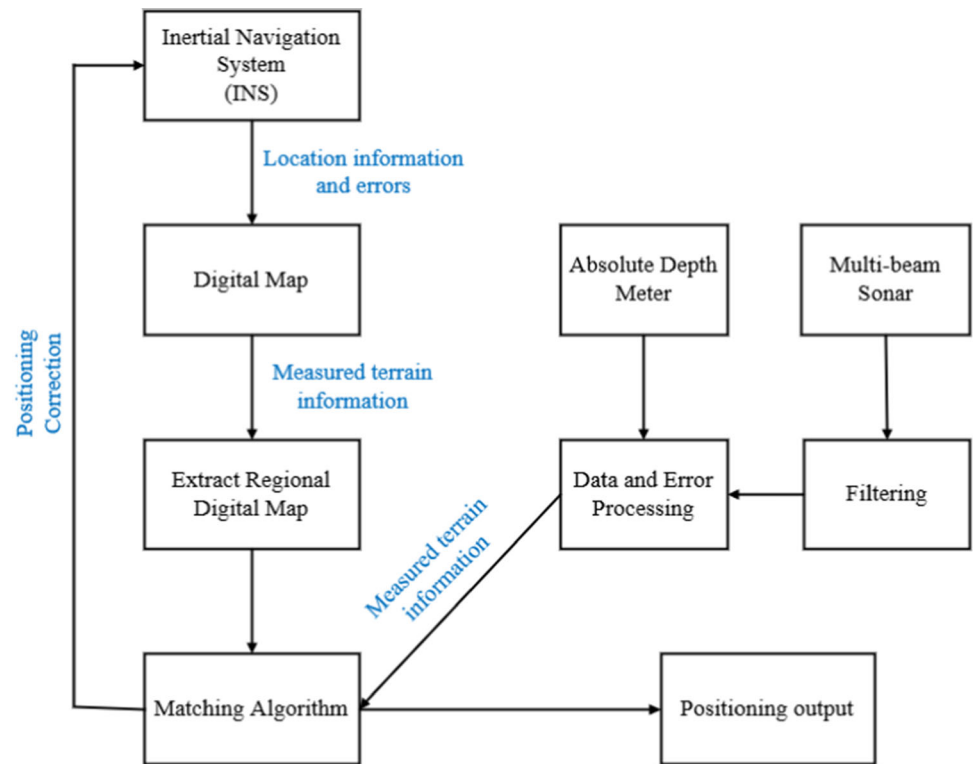 Inertial Navigation
System
(INS)
Location information
and errors
Digital Map
Absolute Depth
Meter
Multi-beam
Sonar
Positioning
Correction
Measured terrain
information
Extract Regional
Digital Map
Data and Error
Processing
Filtering
Measured terrain
information
Matching Algorithm
Positioning output